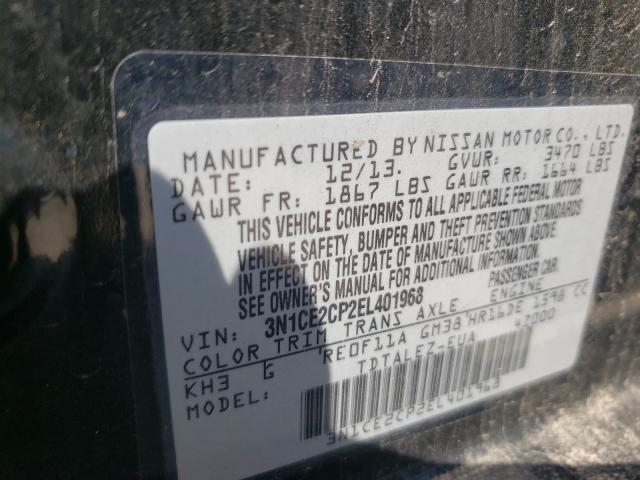 MANUFACTURED BY NISSAN MOTOR CO., LTD.
DATE: 12/13. GVWR: 3470 LBS
GAWR FR: 1867 LBS GAWR RR: 1664 LBS
THIS VEHICLE CONFORMS TO ALL APPLICABLE FEDERAL MOTOR
VEHICLE SAFETY, BUMPER AND THEFT PREVENTION STANDARDS
IN EFFECT ON THE DATE OF MANUFACTURE SHOWN ABOVE.
SEE OWNER'S MANUAL FOR ADDITIONAL INFORMATION.
VIN: 3N1CE2CP2EL401968 PASSENGER CAR.
COLOR TRIM TRANS AXLE ENGINE
KH3 G RE0F11A GM38 HR16DE 1598 CC
MODEL: TDTALEZ-EUA 42000
3N1CE2CP2EL401968